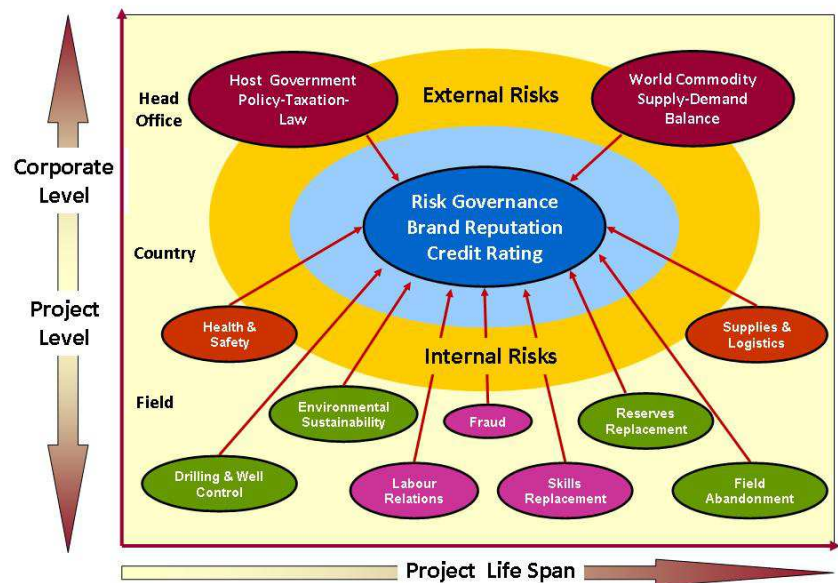 Host Government
Policy-Taxation-
Law
World Commodity
Supply-Demand
Balance
External Risks
Head
Office
Corporate
Level
Risk Governance
Brand Reputation
Credit Rating
Country
Project
Level
Health &
Safety
Supplies &
Logistics
Internal Risks
Field
Environmental
Sustainability
Fraud
Reserves
Replacement
Drilling & Well
Control
Labour
Relations
Skills
Replacement
Field
Abandonment
Project Life Span